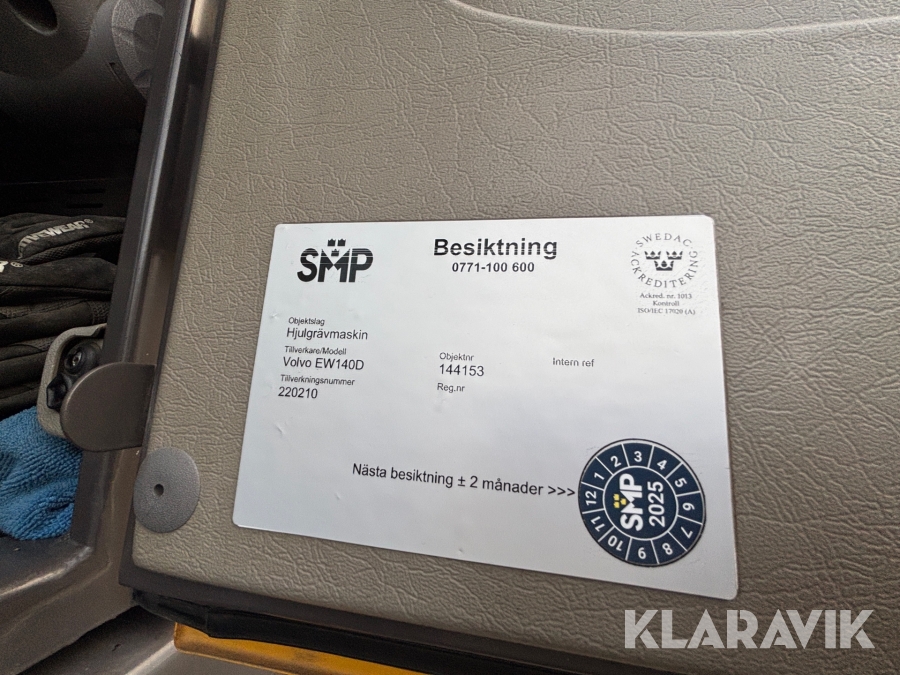 SMP
Besiktning
0771-100 600
SWEDAC
ACKREDITERING
Ackred. nr. 1013
Kontroll
ISO/IEC 17020 (A)
Objektslag
Hjulgrävmaskin
Tillverkare/Modell
Volvo EW140D
Tillverkningsnummer
220210
Objektnr
144153
Reg.nr
Intern ref
Nästa besiktning ± 2 månader >>>
1 2 3 4 5 6 7 8 9 10 11 12
SMP
2025
KLARAVIK